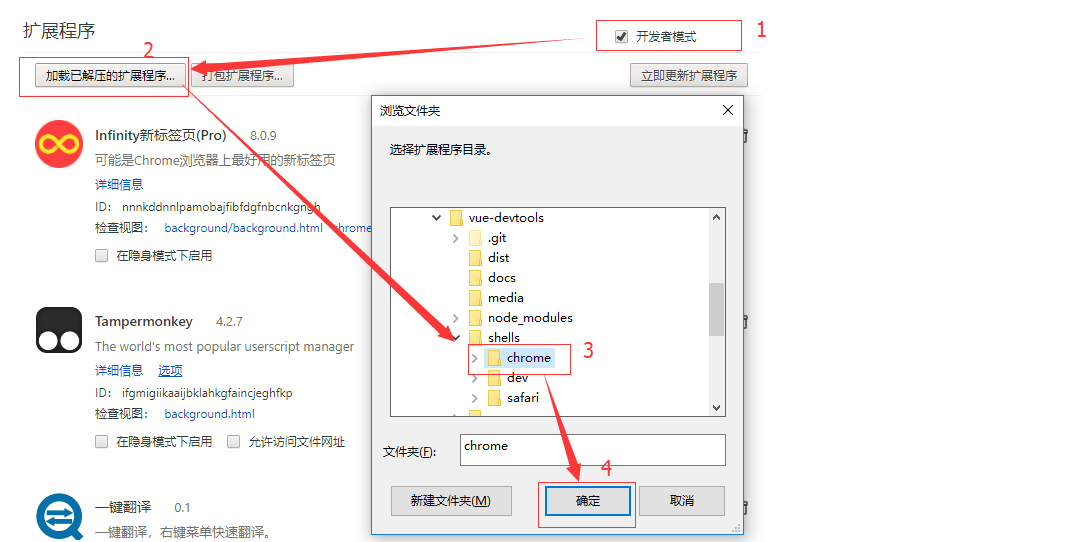 扩展程序
开发者模式
1
2
加载已解压的扩展程序...
打包扩展程序...
立即更新扩展程序
Infinity新标签页(Pro) 8.0.9
可能是Chrome浏览器上最好用的新标签页
详细信息
ID: nnnkddnnlpamobajfibfdgfnbcnkgngh
检查视图: background/background.html chrome
在隐身模式下启用
Tampermonkey 4.2.7
The world's most popular userscript manager
详细信息 选项
ID: ifgmigiikaaijbklahkgfaincjeghfkp
检查视图: background.html
在隐身模式下启用 允许访问文件网址
一键翻译 0.1
一键翻译，右键菜单快速翻译。
浏览文件夹
选择扩展程序目录。
vue-devtools
.git
dist
docs
media
node_modules
shells
chrome
3
dev
safari
文件夹(F):
chrome
4
新建文件夹(M)
确定
取消